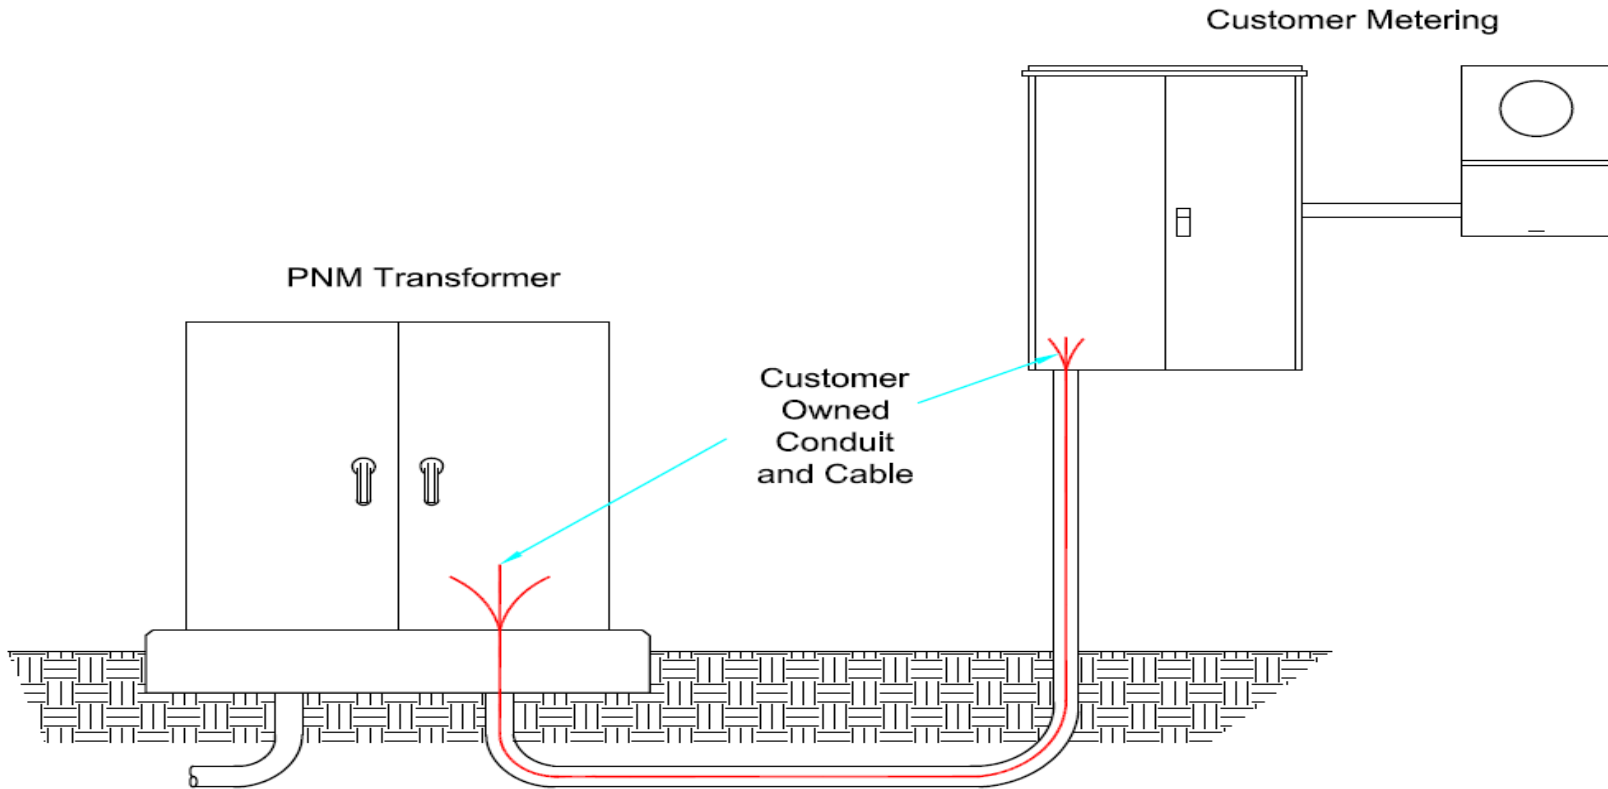 Customer Metering
PNM Transformer
Customer
Owned
Conduit
and Cable